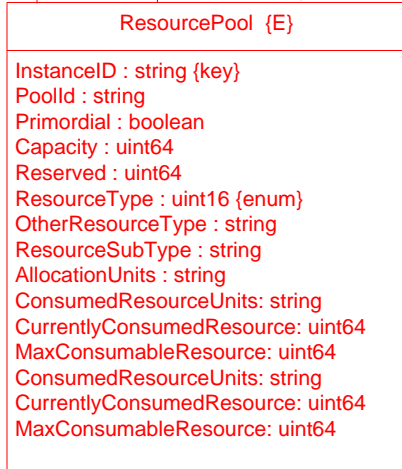 ResourcePool {E}
InstanceID : string {key}
PoolId : string
Primordial : boolean
Capacity : uint64
Reserved : uint64
ResourceType : uint16 {enum}
OtherResourceType : string
ResourceSubType : string
AllocationUnits : string
ConsumedResourceUnits: string
CurrentlyConsumedResource: uint64
MaxConsumableResource: uint64
ConsumedResourceUnits: string
CurrentlyConsumedResource: uint64
MaxConsumableResource: uint64